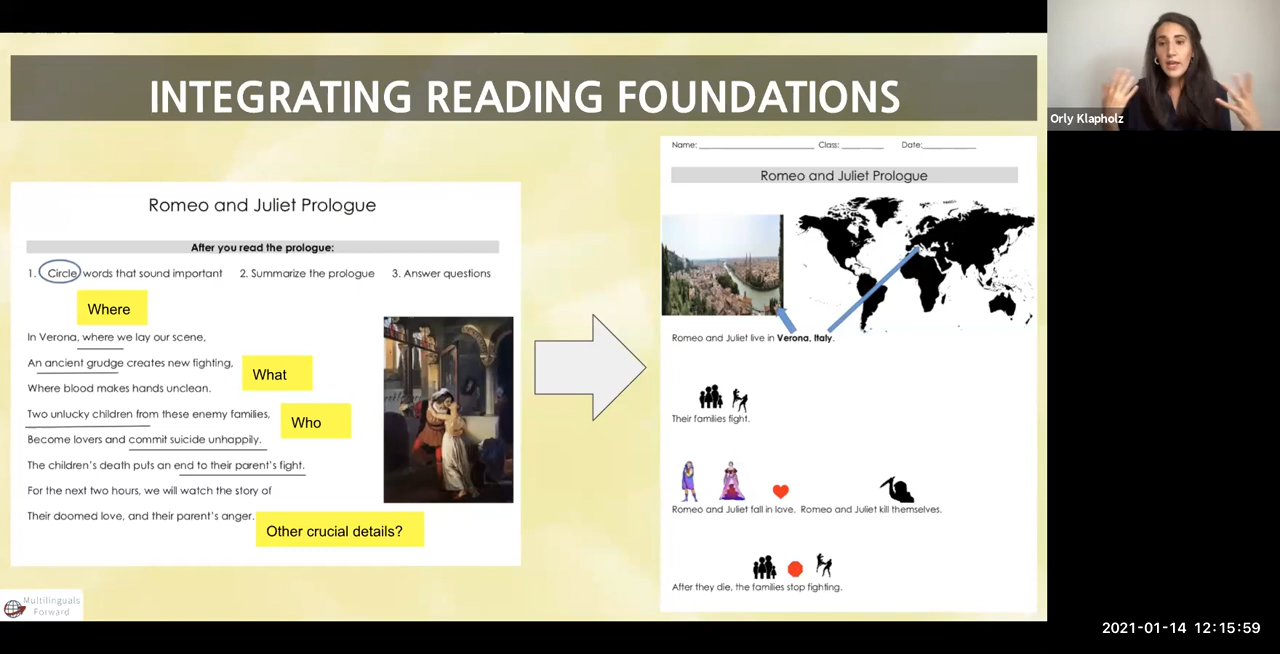 INTEGRATING READING FOUNDATIONS
Orly Klapholz
Romeo and Juliet Prologue
After you read the prologue:
1. Circle words that sound important 2. Summarize the prologue 3. Answer questions
Where
In Verona, where we lay our scene,
An ancient grudge creates new fighting,
What
Where blood makes hands unclean.
Two unlucky children from these enemy families,
Who
Become lovers and commit suicide unhappily.
The children's death puts an end to their parent's fight.
For the next two hours, we will watch the story of
Their doomed love, and their parent's anger.
Other crucial details?
Multilinguals
Forward
Name: ______ Class: ______ Date: ______
Romeo and Juliet Prologue
Romeo and Juliet live in Verona, Italy.
Their families fight.
Romeo and Juliet fall in love. Romeo and Juliet kill themselves.
After they die, the families stop fighting.
2021-01-14 12:15:59